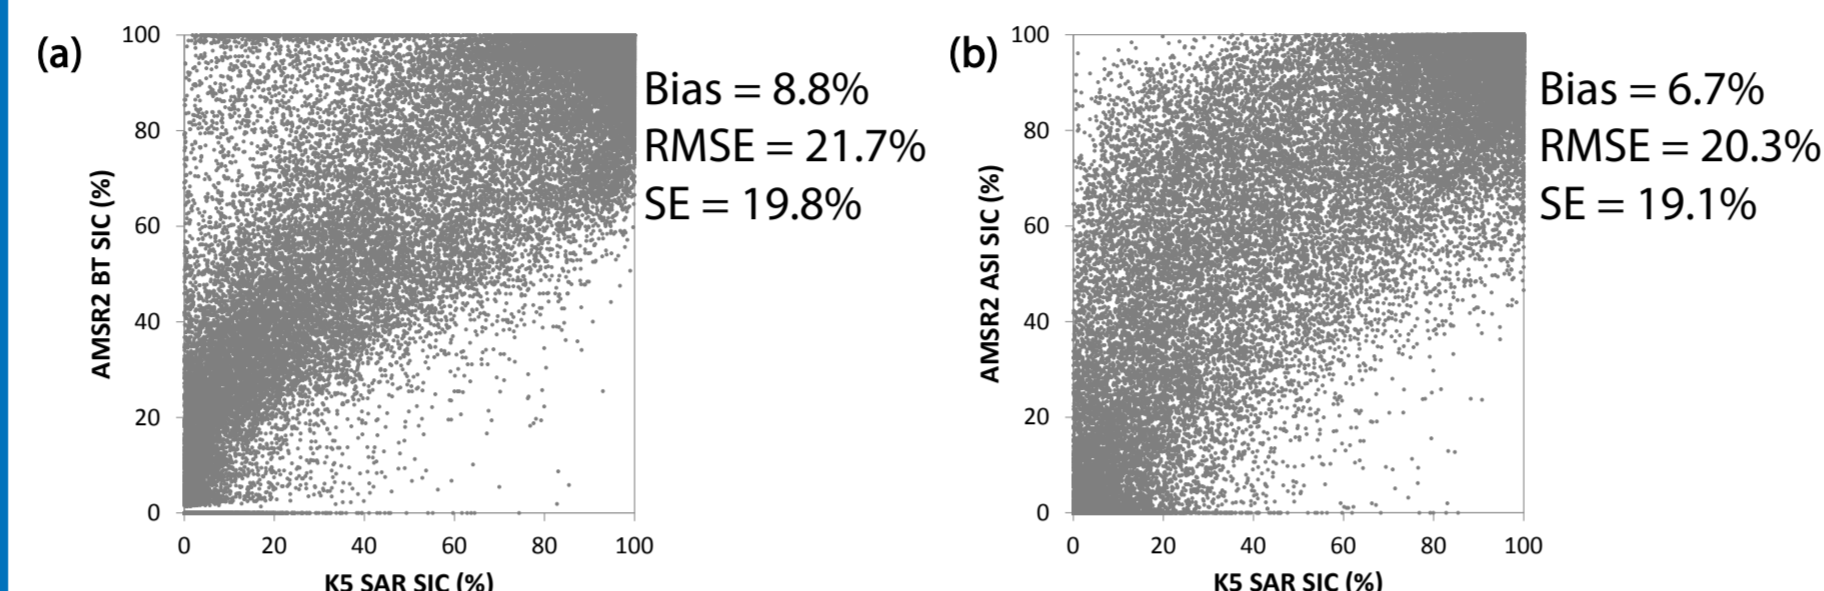 (a)
AMSR2 BT SIC (%)
100
80
60
40
20
0
0 20 40 60 80 100
K5 SAR SIC (%)
Bias = 8.8%
RMSE = 21.7%
SE = 19.8%
(b)
AMSR2 ASI SIC (%)
100
80
60
40
20
0
0 20 40 60 80 100
K5 SAR SIC (%)
Bias = 6.7%
RMSE = 20.3%
SE = 19.1%